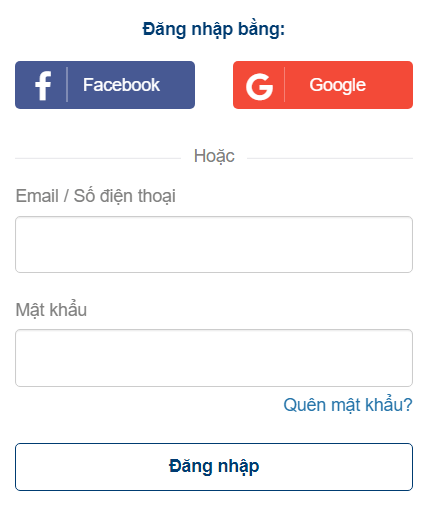 Đăng nhập bằng:
Facebook
Google
Hoặc
Email / Số điện thoại
Mật khẩu
Quên mật khẩu?
Đăng nhập